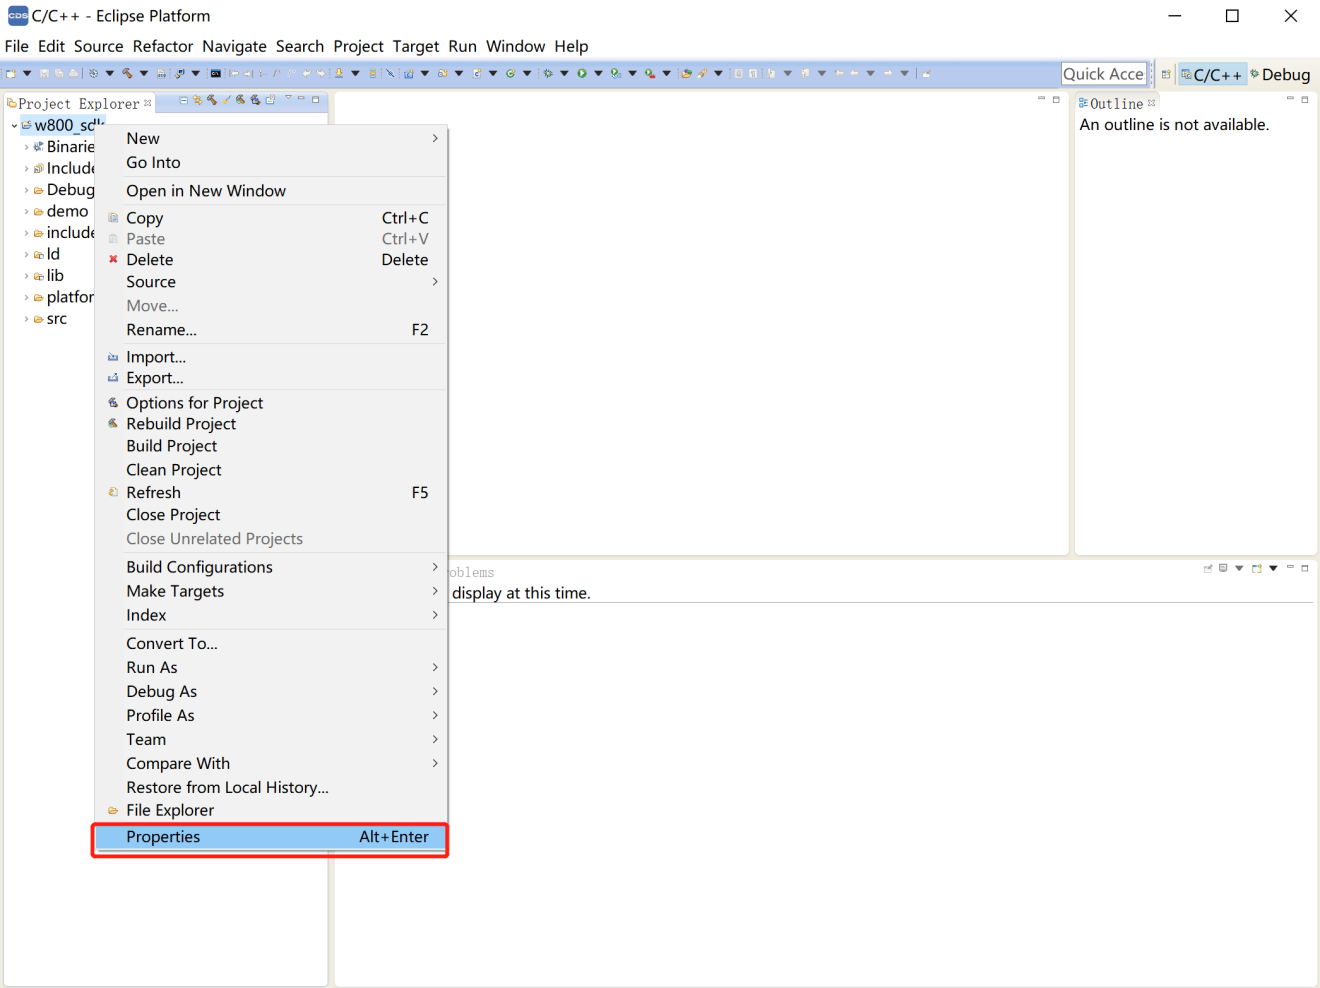 CDS C/C++ - Eclipse Platform
File Edit Source Refactor Navigate Search Project Target Run Window Help
Quick Acce C/C++ Debug
Project Explorer
Outline
w800_sdk
An outline is not available.
Binarie
Include
Debug
demo
include
ld
lib
platfor
src
New
Go Into
Open in New Window
Copy Ctrl+C
Paste Ctrl+V
Delete Delete
Source
Move...
Rename... F2
Import...
Export...
Options for Project
Rebuild Project
Build Project
Clean Project
Refresh F5
Close Project
Close Unrelated Projects
Build Configurations
Make Targets
Index
Convert To...
Run As
Debug As
Profile As
Team
Compare With
Restore from Local History...
File Explorer
Properties Alt+Enter
oblems
display at this time.